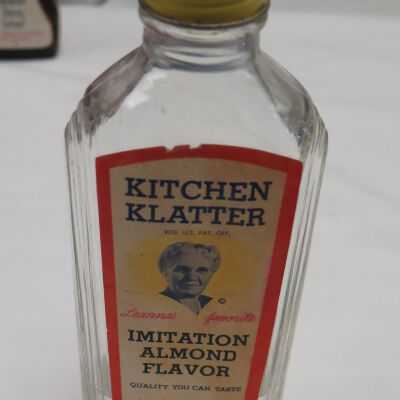 KITCHEN
KLATTER
REG. U.S. PAT. OFF.
©
Leanna's favorite
IMITATION
ALMOND
FLAVOR
QUALITY YOU CAN TASTE